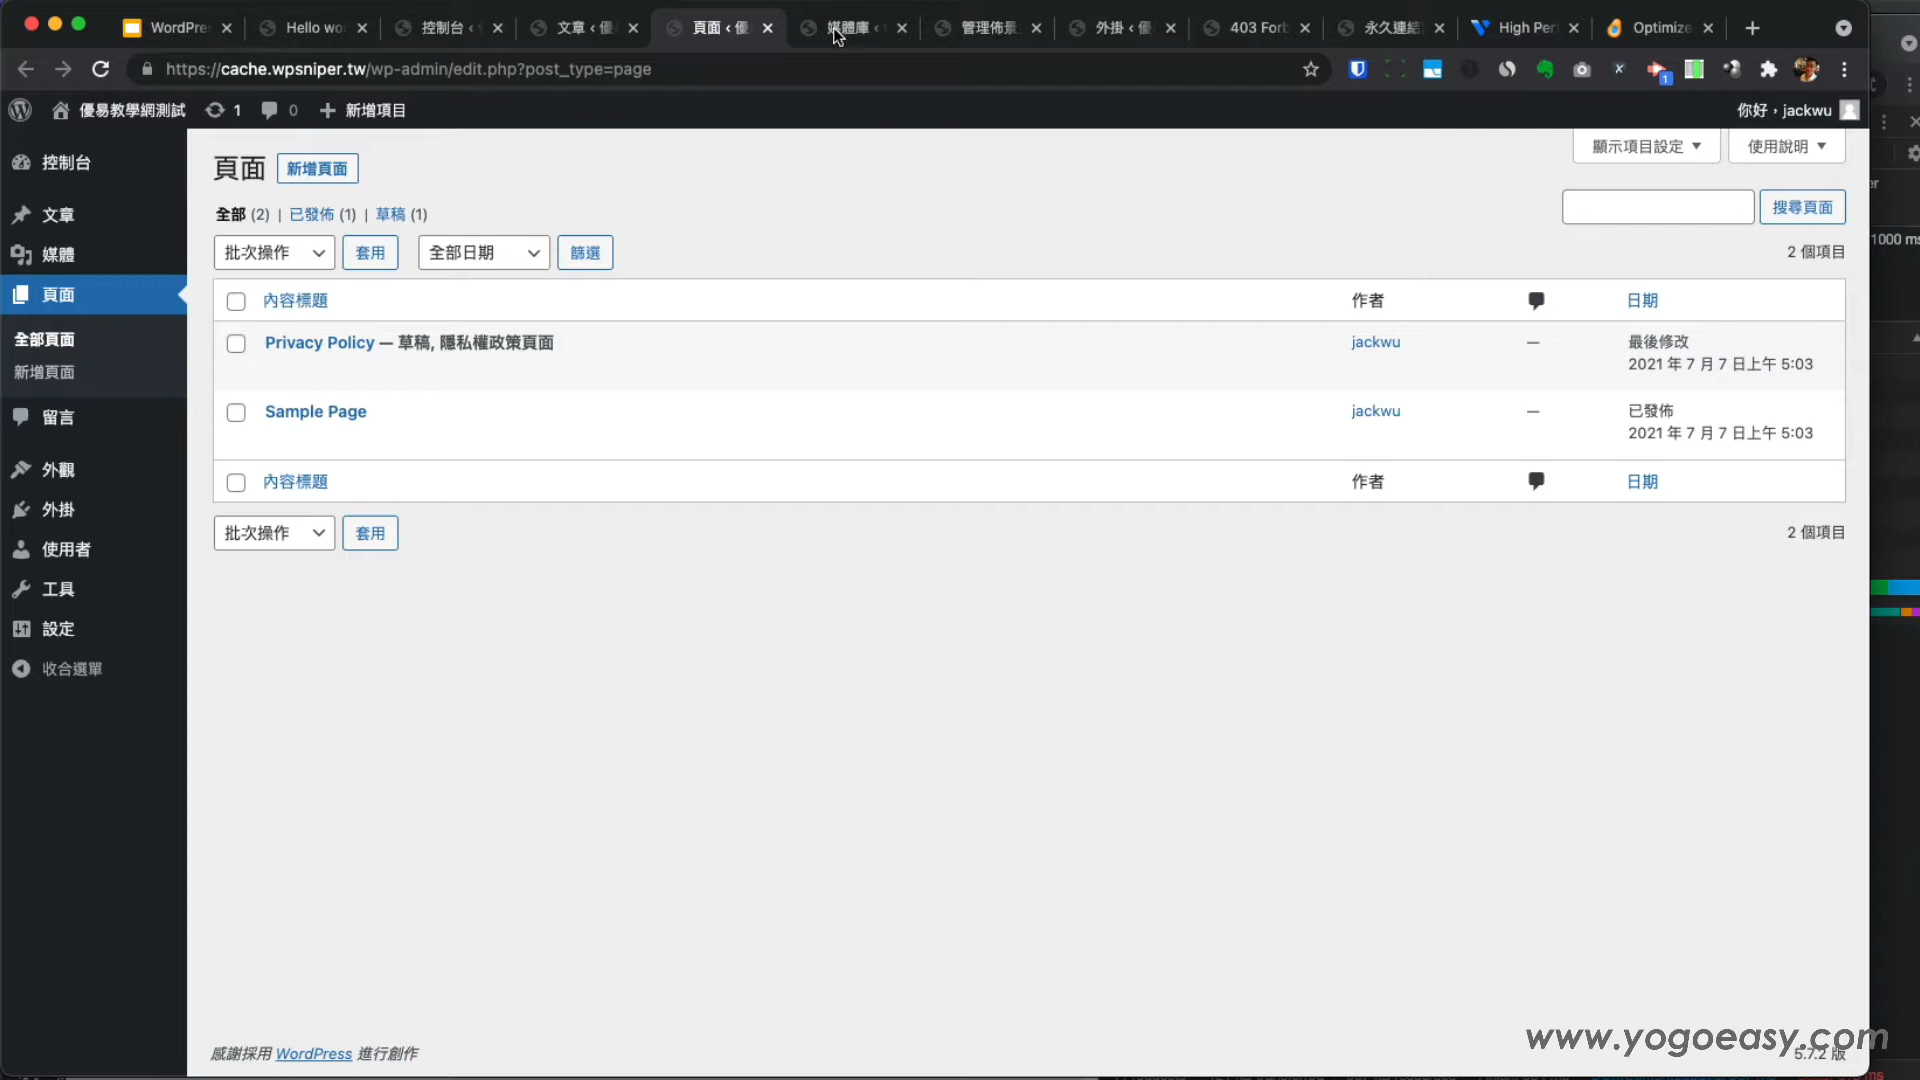 WordPre
Hello wo
控制台 ‹
文章 ‹ 優
頁面 ‹ 優
媒體庫 ‹
管理佈景
外掛 ‹ 優
403 Forb
永久連結
High Per
Optimize
https://cache.wpsniper.tw/wp-admin/edit.php?post_type=page
1
優易教學網測試
1
0
新增項目
你好，jackwu
控制台
文章
媒體
頁面
全部頁面
新增頁面
留言
外觀
外掛
使用者
工具
設定
收合選單
顯示項目設定
使用說明
頁面
新增頁面
全部 (2) | 已發佈 (1) | 草稿 (1)
搜尋頁面
批次操作
套用
全部日期
篩選
2 個項目
1000 ms
內容標題
作者
日期
Privacy Policy — 草稿, 隱私權政策頁面
jackwu
—
最後修改
2021 年 7 月 7 日上午 5:03
Sample Page
jackwu
—
已發佈
2021 年 7 月 7 日上午 5:03
內容標題
作者
日期
批次操作
套用
2 個項目
感謝採用 WordPress 進行創作
www.yogoeasy.com
5.7.2 版